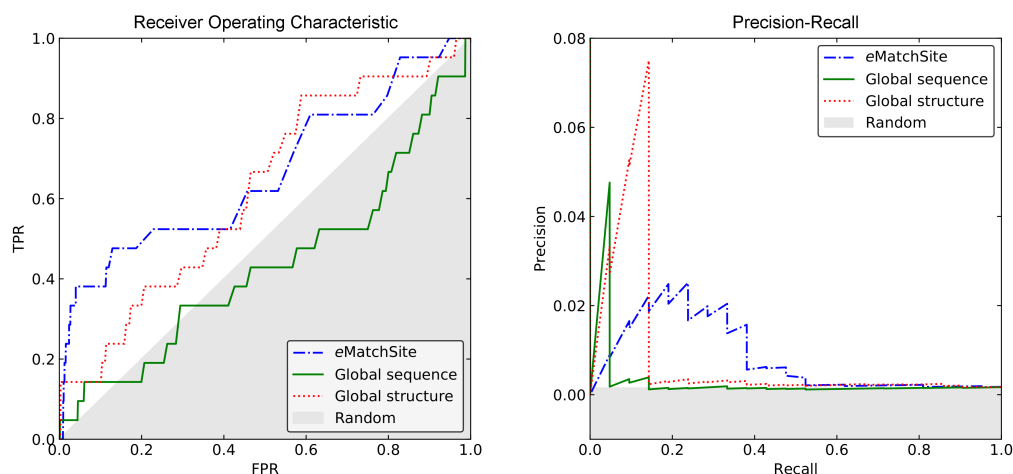 Receiver Operating Characteristic
1.0
0.8
0.6
0.4
0.2
0.0
TPR
0.0 0.2 0.4 0.6 0.8 1.0
FPR
eMatchSite
Global sequence
Global structure
Random
Precision-Recall
0.08
0.06
0.04
0.02
0.00
Precision
0.0 0.2 0.4 0.6 0.8 1.0
Recall
eMatchSite
Global sequence
Global structure
Random